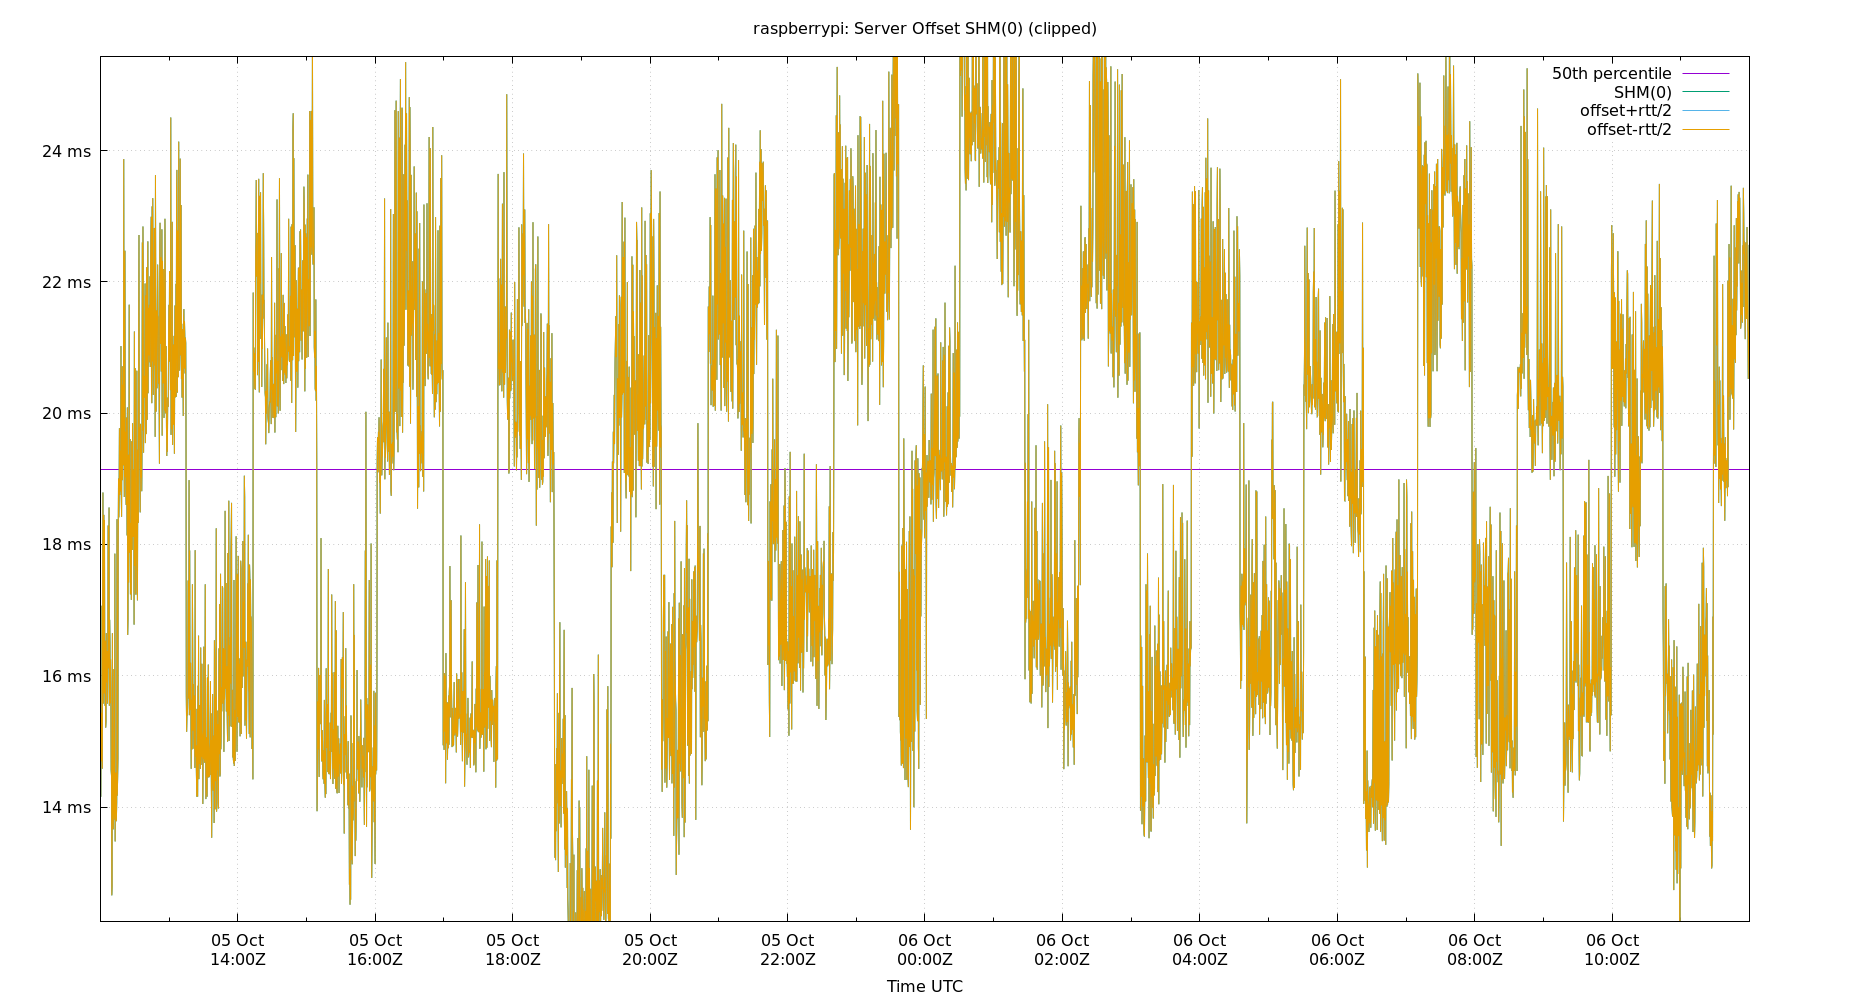 raspberrypi: Server Offset SHM(0) (clipped)
50th percentile
SHM(0)
offset+rtt/2
offset-rtt/2
24 ms
22 ms
20 ms
18 ms
16 ms
14 ms
05 Oct 05 Oct 05 Oct 05 Oct 05 Oct 06 Oct 06 Oct 06 Oct 06 Oct 06 Oct 06 Oct
14:00Z 16:00Z 18:00Z 20:00Z 22:00Z 00:00Z 02:00Z 04:00Z 06:00Z 08:00Z 10:00Z
Time UTC